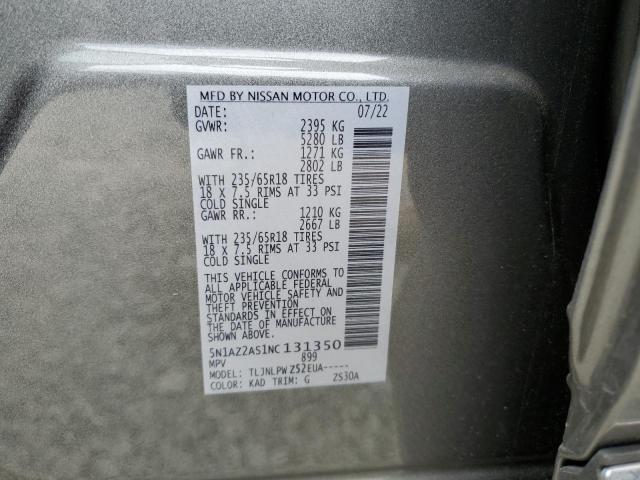 MFD BY NISSAN MOTOR CO., LTD.
DATE: 07/22
GVWR: 2395 KG
5280 LB
GAWR FR.: 1271 KG
2802 LB
WITH 235/65R18 TIRES
18 X 7.5 RIMS AT 33 PSI
COLD SINGLE
GAWR RR.: 1210 KG
2667 LB
WITH 235/65R18 TIRES
18 X 7.5 RIMS AT 33 PSI
COLD SINGLE
THIS VEHICLE CONFORMS TO
ALL APPLICABLE FEDERAL
MOTOR VEHICLE SAFETY AND
THEFT PREVENTION
STANDARDS IN EFFECT ON
THE DATE OF MANUFACTURE
SHOWN ABOVE.
5N1AZ2AS1NC131350
MPV 899
MODEL: TLJNLPW Z52EUA-----
COLOR: KAD TRIM: G ZS30A